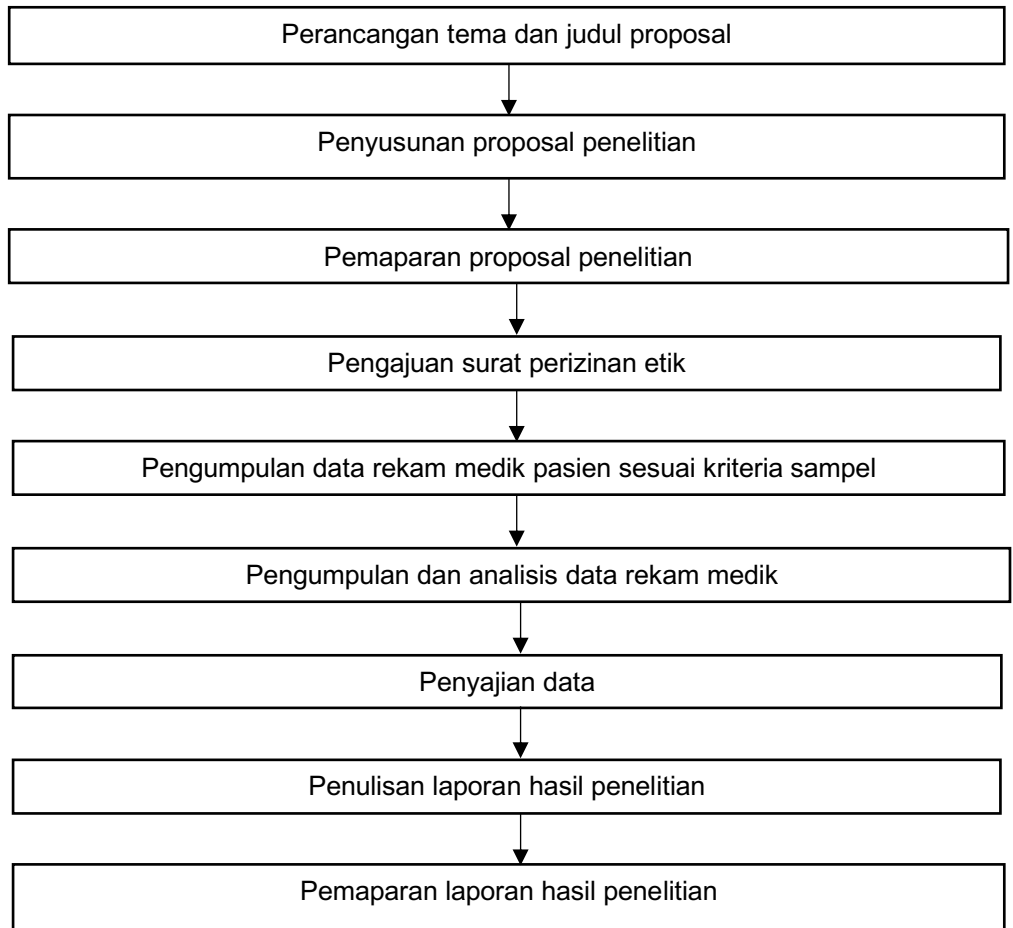 Perancangan tema dan judul proposal
Penyusunan proposal penelitian
Pemaparan proposal penelitian
Pengajuan surat perizinan etik
Pengumpulan data rekam medik pasien sesuai kriteria sampel
Pengumpulan dan analisis data rekam medik
Penyajian data
Penulisan laporan hasil penelitian
Pemaparan laporan hasil penelitian